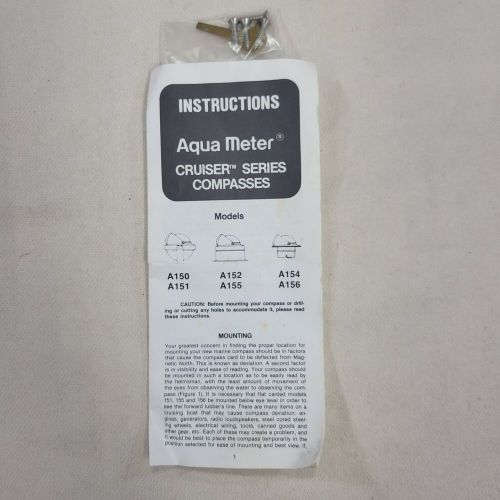 INSTRUCTIONS
Aqua Meter®
CRUISER™ SERIES
COMPASSES
Models
A150 A152 A154
A151 A155 A156
CAUTION: Before mounting your compass or drill-
ing or cutting any holes to accommodate it, please read
these instructions.
MOUNTING
Your greatest concern in finding the proper location for
mounting your new marine compass should be in factors
that cause the compass card to be deflected from Mag-
netic North. This is known as deviation. A second factor
is in visibility and ease of reading. Your compass should
be mounted in such a location as to be easily read by
the helmsman, with the least amount of movement of the
eyes from observing the water to observing the com-
pass (Figure 1). It is necessary that flat carded models
151, 155 and 156 be mounted below eye level in order to
see the forward lubber's line. There are many items on a
cruising boat that may cause compass deviation: en-
gines, generators, radio loudspeakers, steel cored steer-
ing wheels, electrical wiring, tools, canned goods and
other gear, etc. Each of these may create a problem, and
it would be best to place the compass temporarily in the
position selected for ease of mounting and best view. If,
1